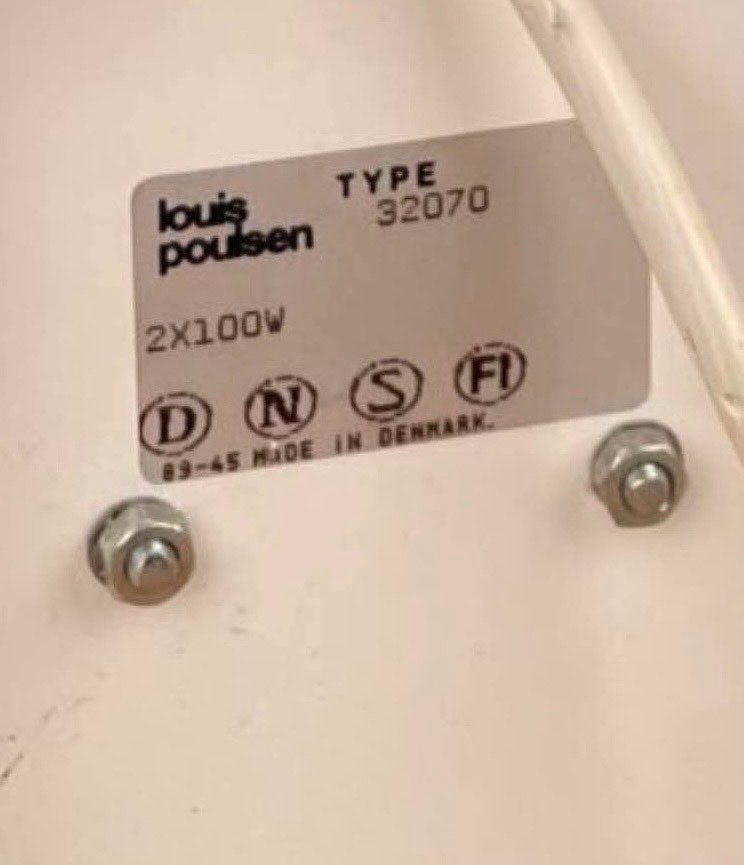 louis
poulsen
TYPE
32070
2X100W
D N S FI
89-45 MADE IN DENMARK.